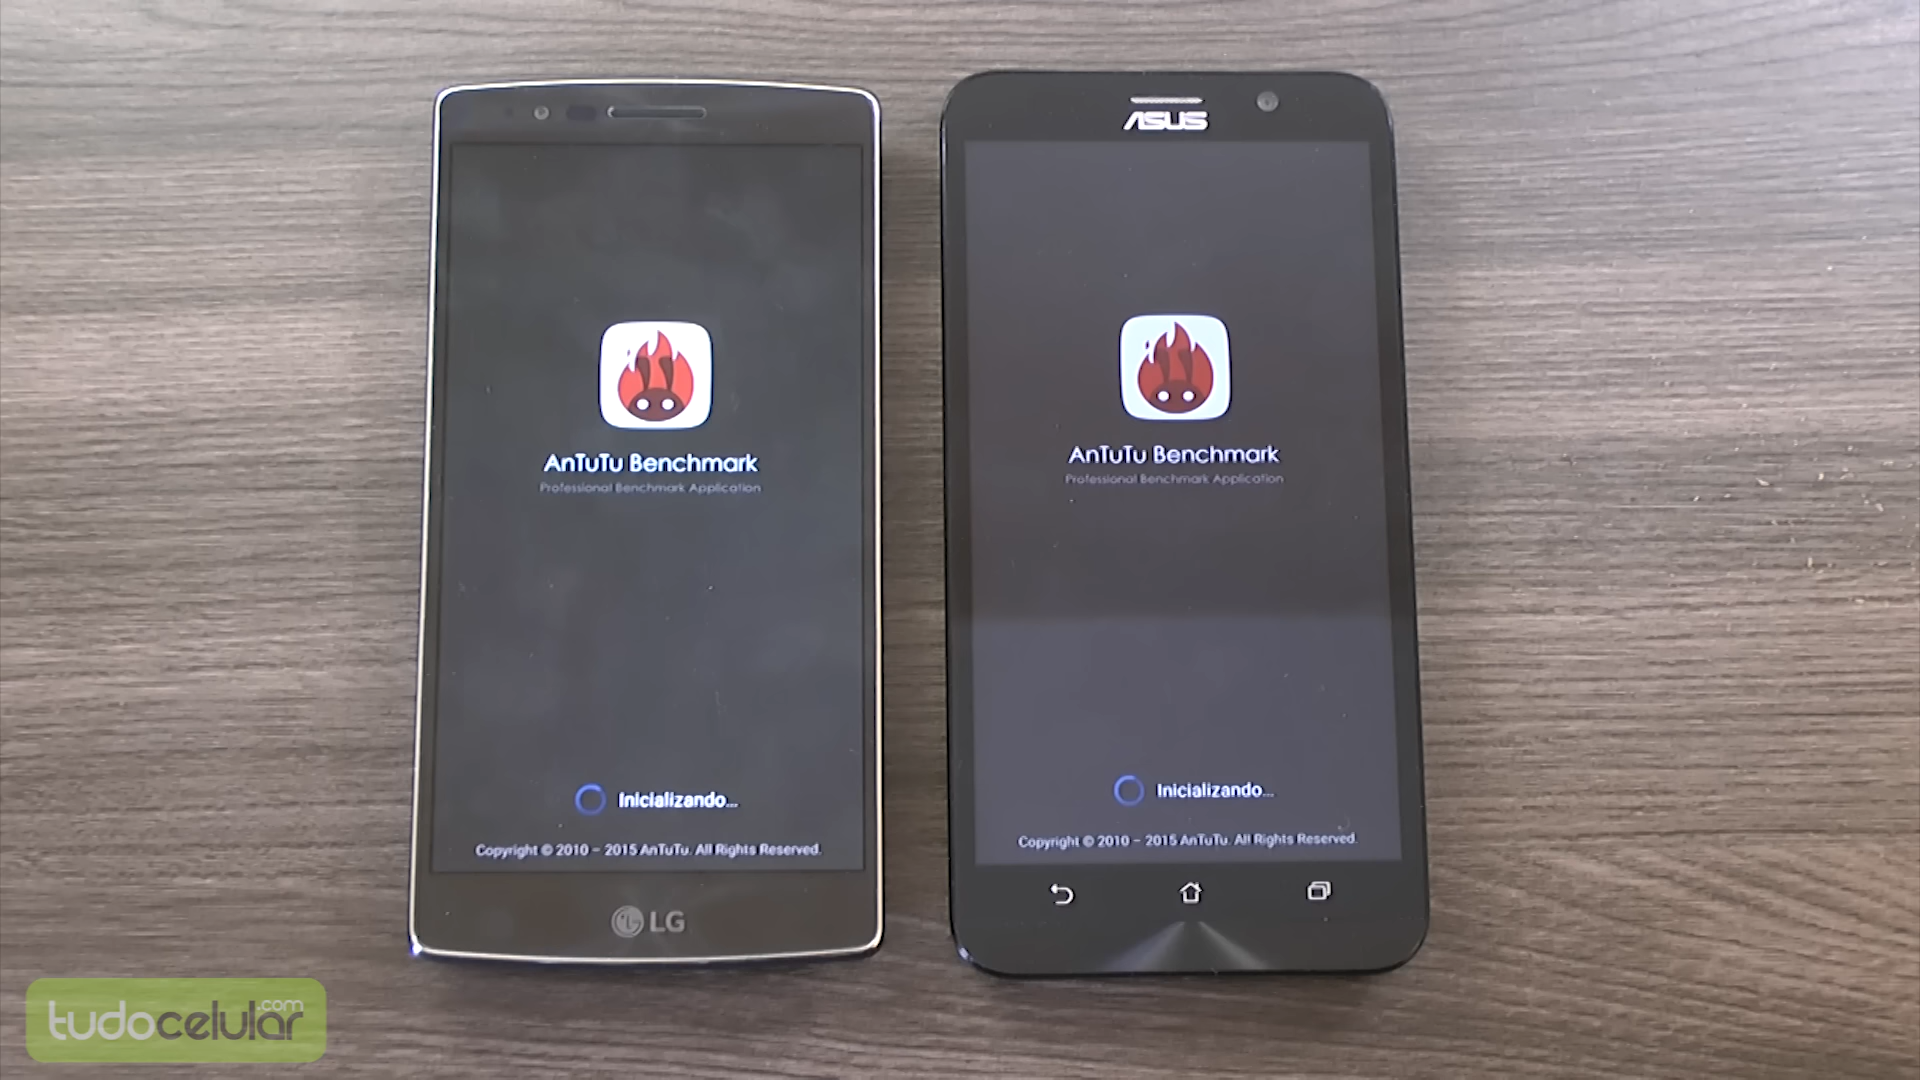 AnTuTu Benchmark
Professional Benchmark Application
Inicializando...
Copyright © 2010 – 2015 AnTuTu. All Rights Reserved.
LG
ASUS
AnTuTu Benchmark
Professional Benchmark Application
Inicializando...
Copyright © 2010 – 2015 AnTuTu. All Rights Reserved.
tudocelular.com